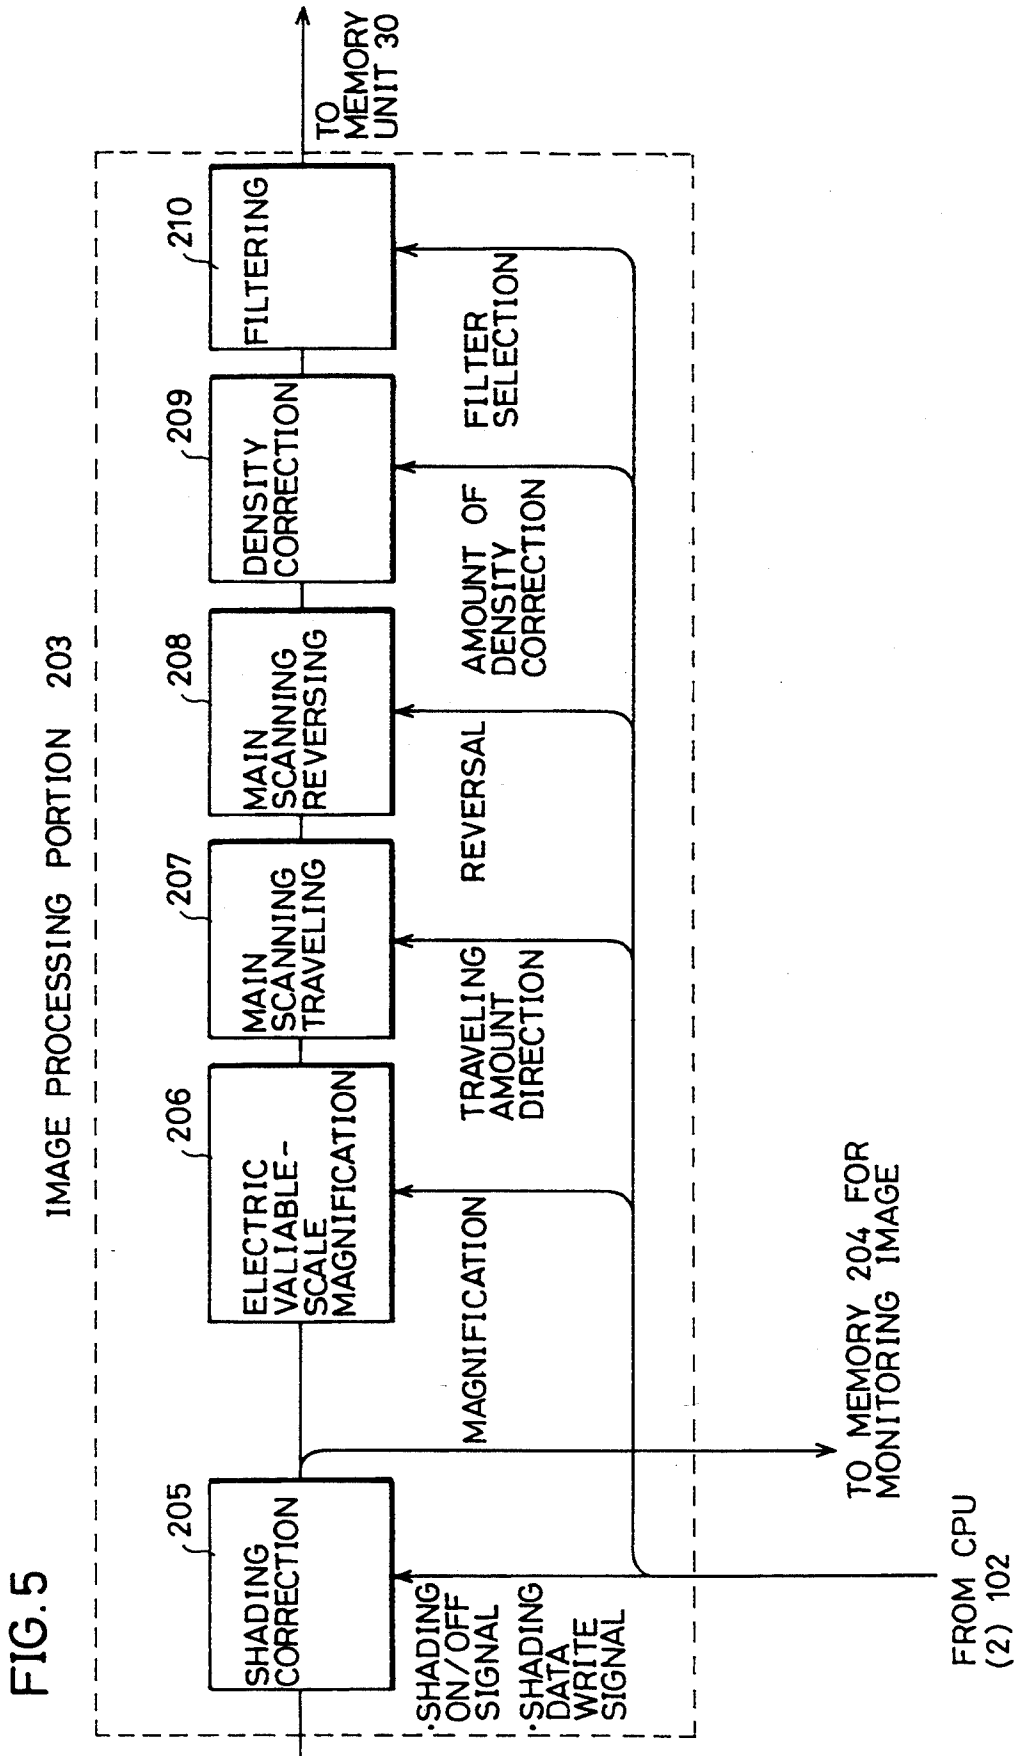 FIG. 5
IMAGE PROCESSING PORTION 203
205
206
207
208
209
210
SHADING
CORRECTION
ELECTRIC
VALIABLE-
SCALE
MAGNIFICATION
MAIN
SCANNING
TRAVELING
MAIN
SCANNING
REVERSING
DENSITY
CORRECTION
FILTERING
TO
MEMORY
UNIT 30
·SHADING
ON/OFF
SIGNAL
·SHADING
DATA
WRITE
SIGNAL
MAGNIFICATION
TRAVELING
AMOUNT
DIRECTION
REVERSAL
AMOUNT OF
DENSITY
CORRECTION
FILTER
SELECTION
TO MEMORY 204 FOR
MONITORING IMAGE
FROM CPU
(2) 102